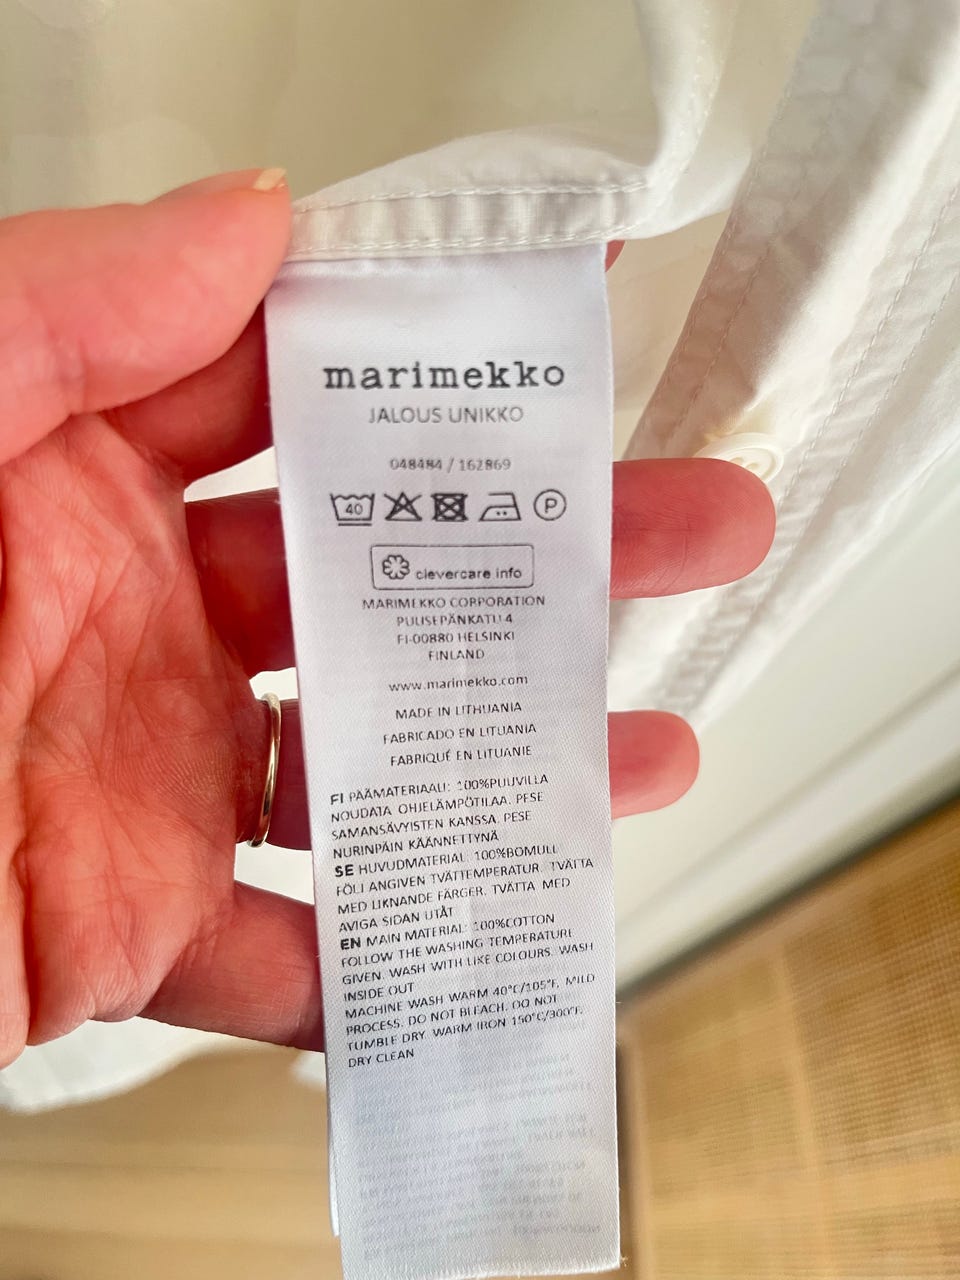 marimekko
JALOUS UNIKKO
048484 / 162869
40 P
clevercare info
MARIMEKKO CORPORATION
PUUSEPÄNKATU 4
FI-00880 HELSINKI
FINLAND
www.marimekko.com
MADE IN LITHUANIA
FABRICADO EN LITUANIA
FABRIQUÉ EN LITUANIE
FI PÄÄMATERIAALI: 100%PUUVILLA
NOUDATA OHJELÄMPÖTILAA. PESE
SAMANSÄVYISTEN KANSSA. PESE
NURINPÄIN KÄÄNNETTYNÄ
SE HUVUDMATERIAL: 100%BOMULL
FÖLJ ANGIVEN TVÄTTEMPERATUR. TVÄTTA
MED LIKNANDE FÄRGER. TVÄTTA MED
AVIGA SIDAN UTÅT
EN MAIN MATERIAL: 100%COTTON
FOLLOW THE WASHING TEMPERATURE
GIVEN. WASH WITH LIKE COLOURS. WASH
INSIDE OUT
MACHINE WASH WARM 40°C/105°F, MILD
PROCESS. DO NOT BLEACH. DO NOT
TUMBLE DRY. WARM IRON 150°C/300°F.
DRY CLEAN